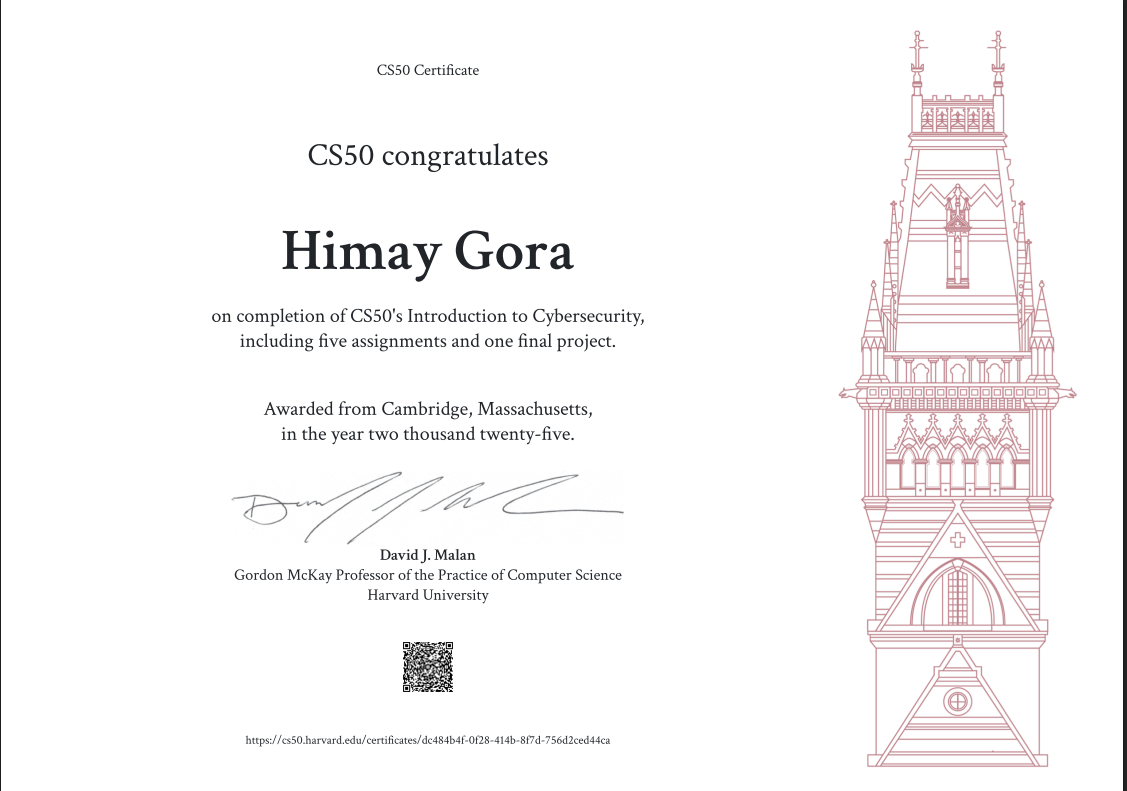 CS50 Certificate
CS50 congratulates
Himay Gora
on completion of CS50's Introduction to Cybersecurity,
including five assignments and one final project.
Awarded from Cambridge, Massachusetts,
in the year two thousand twenty-five.
David J. Malan
Gordon McKay Professor of the Practice of Computer Science
Harvard University
https://cs50.harvard.edu/certificates/dc484b4f-0f28-414b-8f7d-756d2ced44ca